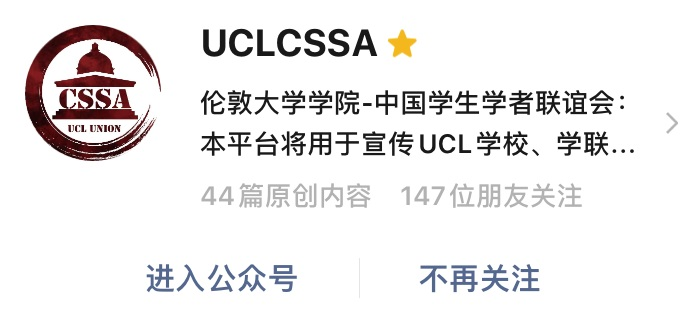 UCLCSSA
CSSA
UCL UNION
伦敦大学学院-中国学生学者联谊会：
本平台将用于宣传UCL学校、学联...
44篇原创内容 147位朋友关注
进入公众号 不再关注